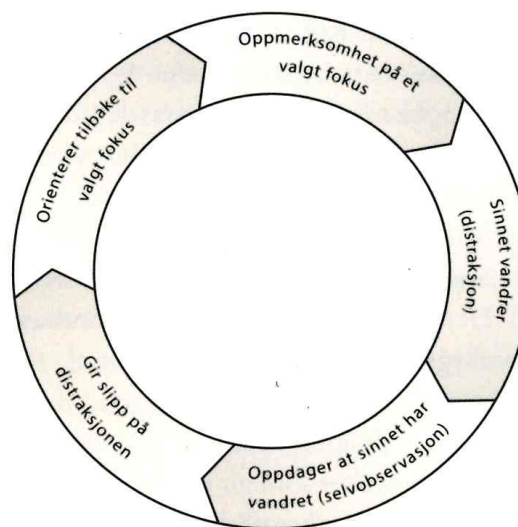 Oppmerksomhet på et
valgt fokus
Sinnet vandrer
(distraksjon)
Oppdager at sinnet har
vandret (selvobservasjon)
Gir slipp på
distraksjonen
Orienterer tilbake til
valgt fokus